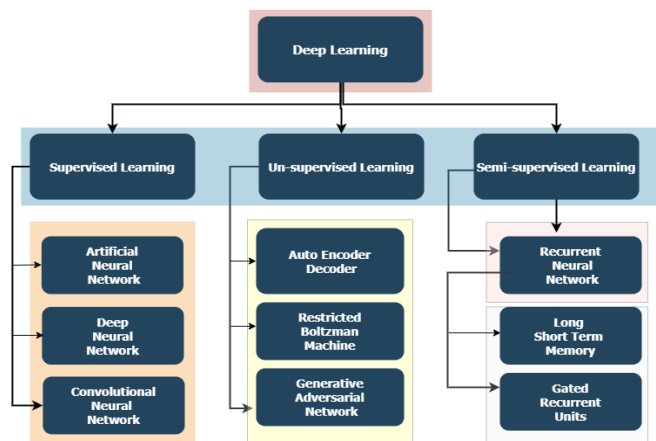 Deep Learning
Supervised Learning
Un-supervised Learning
Semi-supervised Learning
Artificial
Neural
Network
Deep
Neural
Network
Convolutional
Neural
Network
Auto Encoder
Decoder
Restricted
Boltzman
Machine
Generative
Adversarial
Network
Recurrent
Neural
Network
Long
Short Term
Memory
Gated
Recurrent
Units